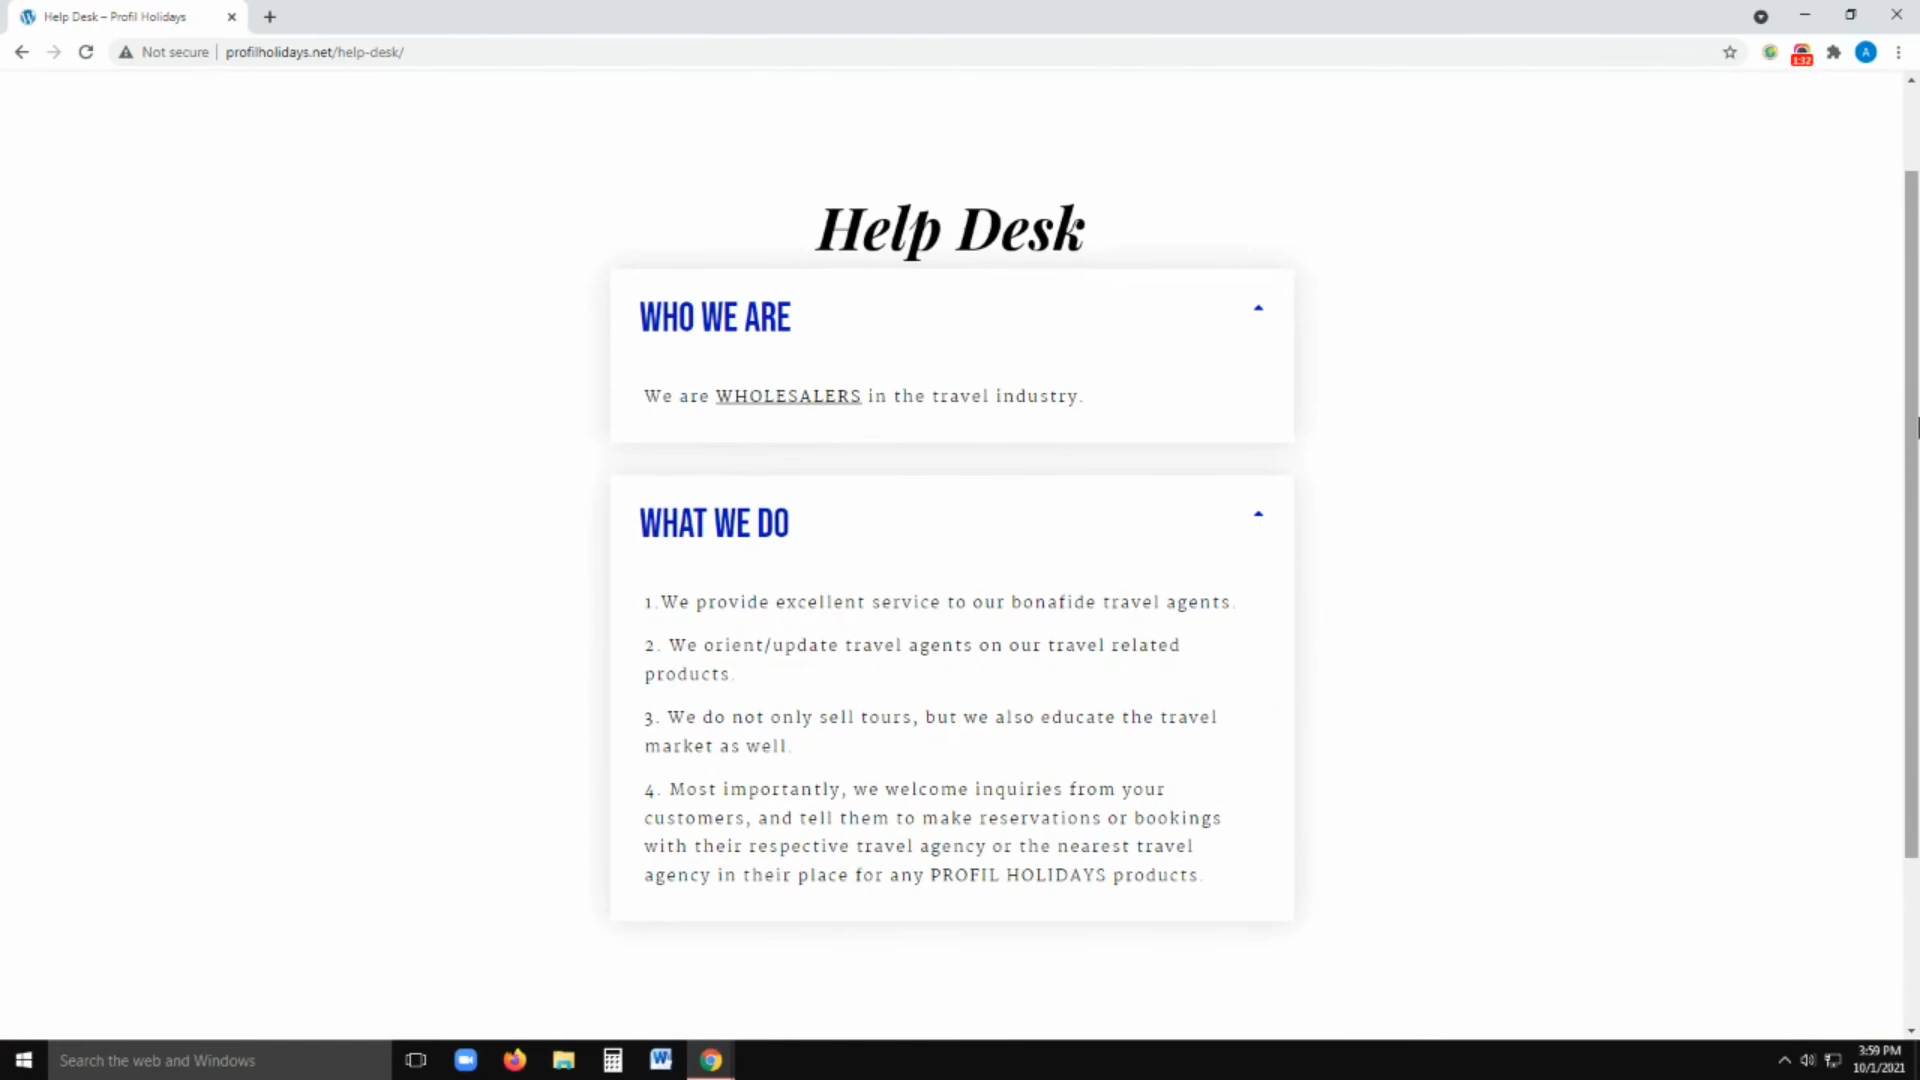 Help Desk – Profil Holidays
Not secure
profilholidays.net/help-desk/
1:32
A
Help Desk
WHO WE ARE
We are WHOLESALERS in the travel industry.
WHAT WE DO
1.We provide excellent service to our bonafide travel agents.
2. We orient/update travel agents on our travel related
products.
3. We do not only sell tours, but we also educate the travel
market as well.
4. Most importantly, we welcome inquiries from your
customers, and tell them to make reservations or bookings
with their respective travel agency or the nearest travel
agency in their place for any PROFIL HOLIDAYS products.
Search the web and Windows
3:59 PM
10/1/2021